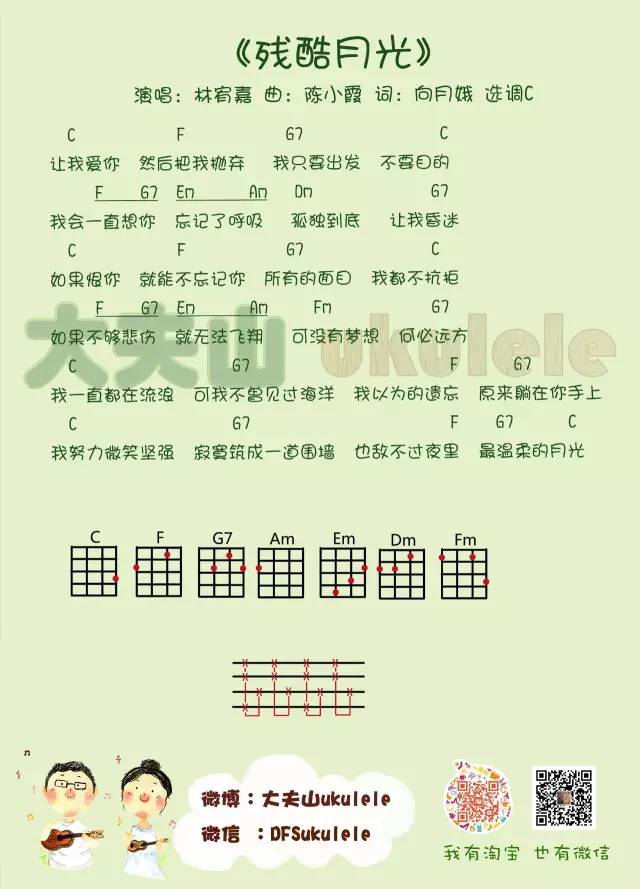 《残酷月光》
演唱：林宥嘉 曲：陈小霞 词：向月娥 选调C
C F G7 C
让我爱你 然后把我抛弃 我只要出发 不要目的
F G7 Em Am Dm G7
我会一直想你 忘记了呼吸 孤独到底 让我昏迷
C F G7 C
如果恨你 就能不忘记你 所有的面目 我都不抗拒
F G7 Em Am Fm G7
如果不够悲伤 就无法飞翔 可没有梦想 何必远方
大夫山 ukulele
C G7 F G7
我一直都在流浪 可我不曾见过海洋 我以为的遗忘 原来躺在你手上
C G7 F G7 C
我努力微笑坚强 寂寞筑成一道围墙 也敌不过夜里 最温柔的月光
C F G7 Am Em Dm Fm
微博：大夫山ukulele
微信：DFSukulele
我有淘宝 也有微信